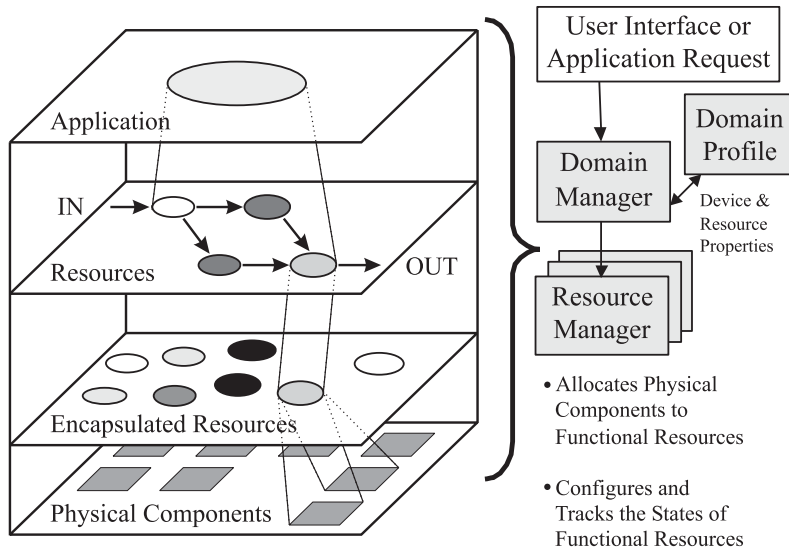 Application
IN
OUT
Resources
Encapsulated Resources
Physical Components
User Interface or
Application Request
Domain
Manager
Domain
Profile
Device &
Resource
Properties
Resource
Manager
• Allocates Physical
Components to
Functional Resources
• Configures and
Tracks the States of
Functional Resources